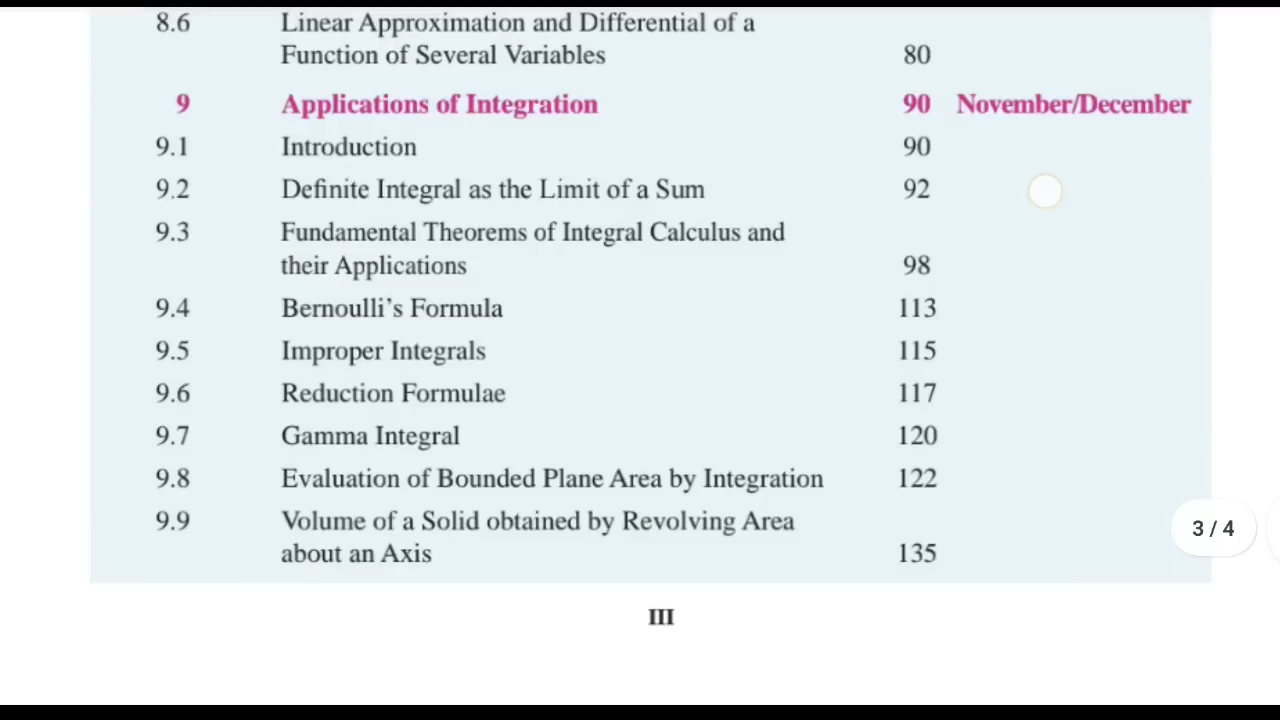 8.6 Linear Approximation and Differential of a
Function of Several Variables 80
9 Applications of Integration 90 November/December
9.1 Introduction 90
9.2 Definite Integral as the Limit of a Sum 92
9.3 Fundamental Theorems of Integral Calculus and
their Applications 98
9.4 Bernoulli's Formula 113
9.5 Improper Integrals 115
9.6 Reduction Formulae 117
9.7 Gamma Integral 120
9.8 Evaluation of Bounded Plane Area by Integration 122
9.9 Volume of a Solid obtained by Revolving Area
about an Axis 135
3 / 4
III